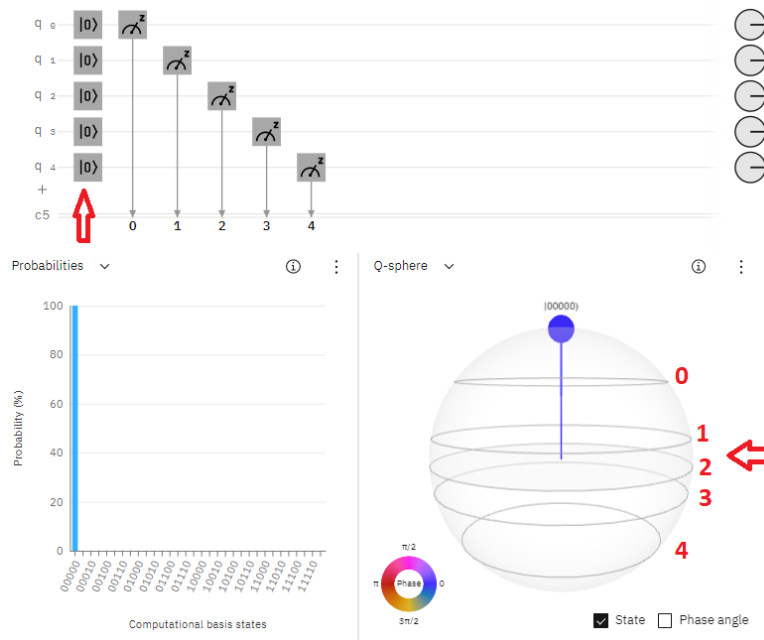 q 0 |0⟩ z
q 1 |0⟩ z
q 2 |0⟩ z
q 3 |0⟩ z
q 4 |0⟩ z
+
c5 0 1 2 3 4
Probabilities
Q-sphere
Probability (%)
100
80
60
40
20
0
00000
00010
00100
00110
01000
01010
01100
01110
10000
10010
10100
10110
11000
11010
11100
11110
Computational basis states
|00000⟩
0
1
2
3
4
π/2
π Phase 0
3π/2
State Phase angle